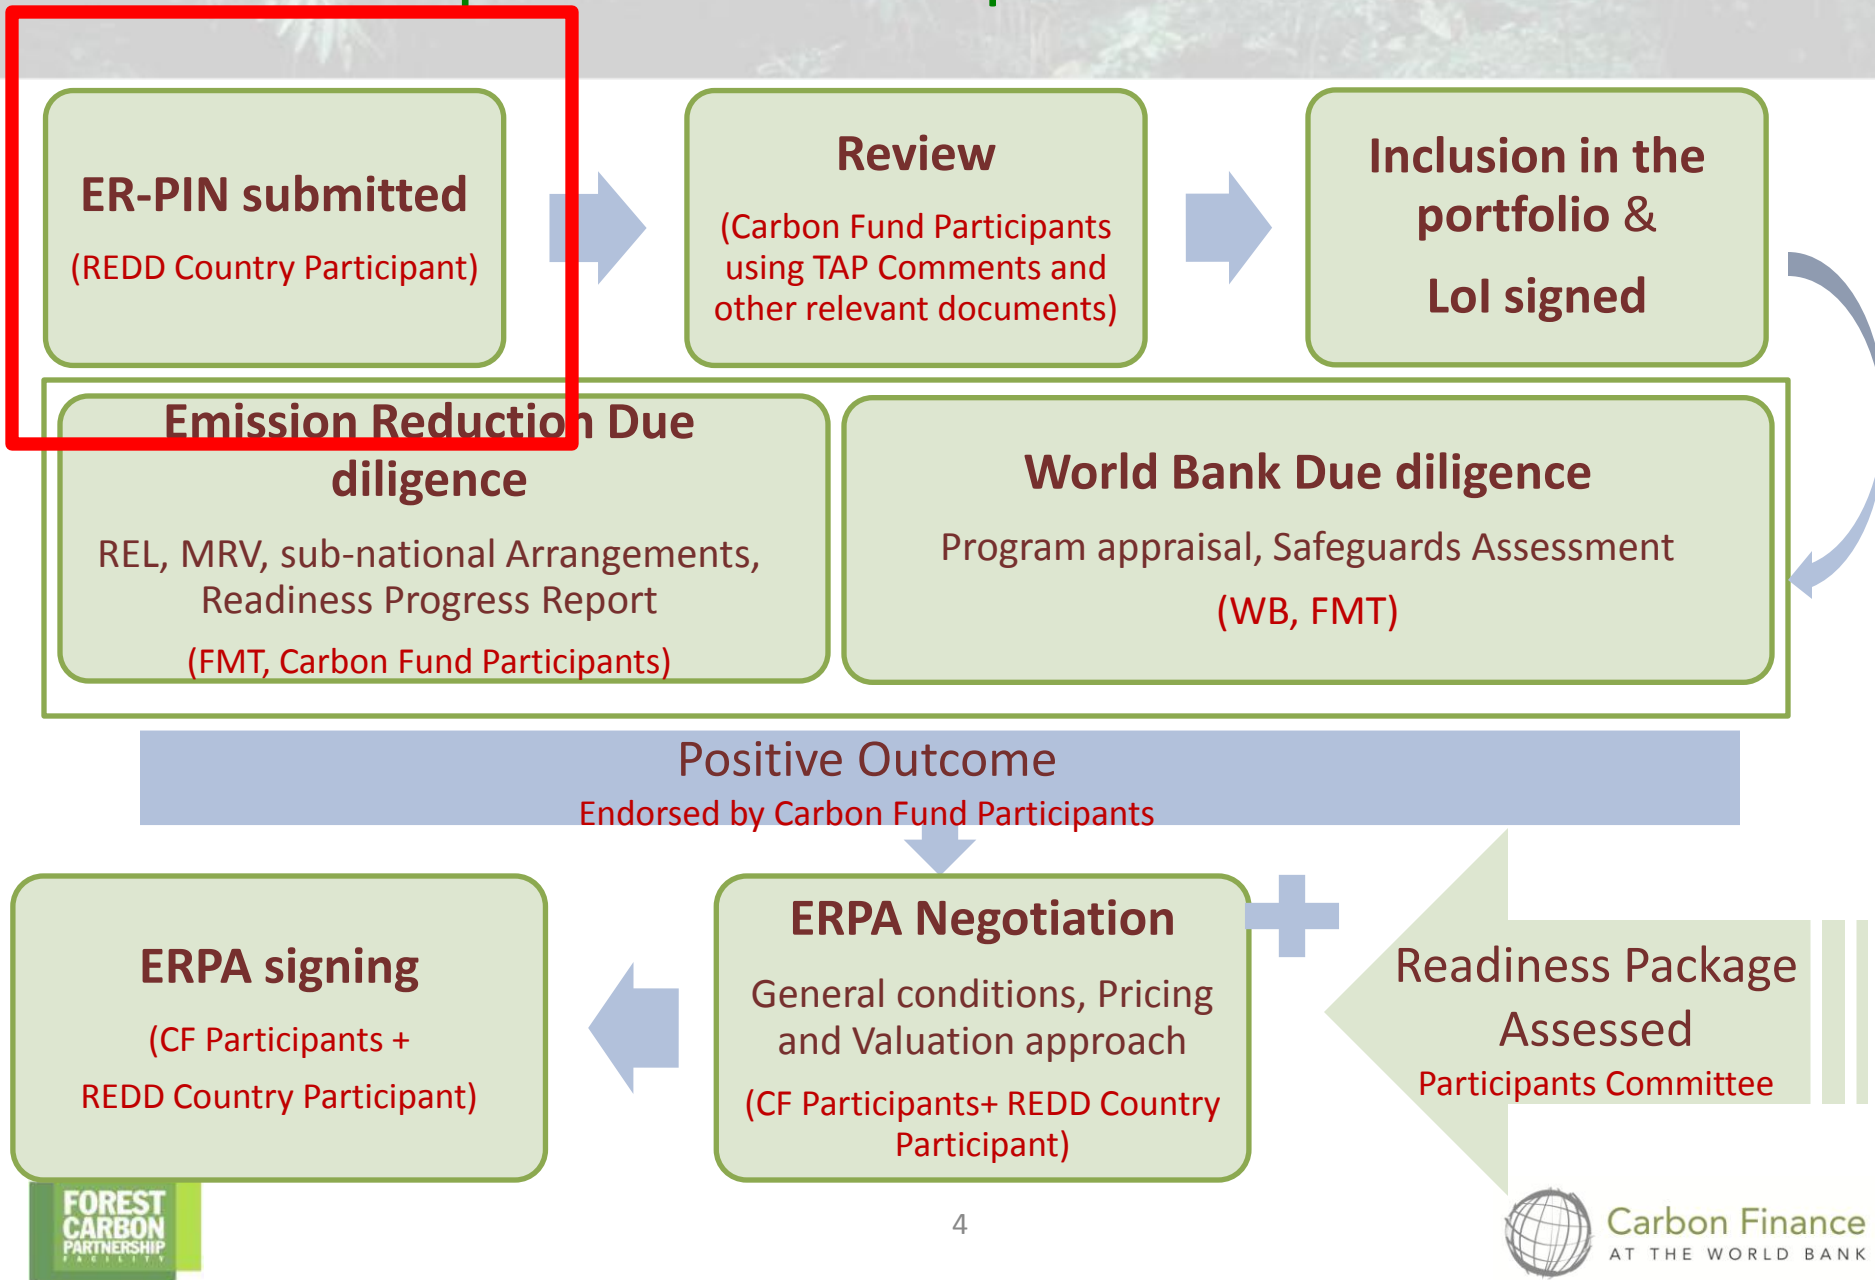 ER-PIN submitted
(REDD Country Participant)
Review
(Carbon Fund Participants
using TAP Comments and
other relevant documents)
Inclusion in the
portfolio &
LoI signed
Emission Reduction Due
diligence
REL, MRV, sub-national Arrangements,
Readiness Progress Report
(FMT, Carbon Fund Participants)
World Bank Due diligence
Program appraisal, Safeguards Assessment
(WB, FMT)
Positive Outcome
Endorsed by Carbon Fund Participants
ERPA signing
(CF Participants +
REDD Country Participant)
ERPA Negotiation
General conditions, Pricing
and Valuation approach
(CF Participants+ REDD Country
Participant)
Readiness Package
Assessed
Participants Committee
FOREST
CARBON
PARTNERSHIP
FACILITY
4
Carbon Finance
AT THE WORLD BANK